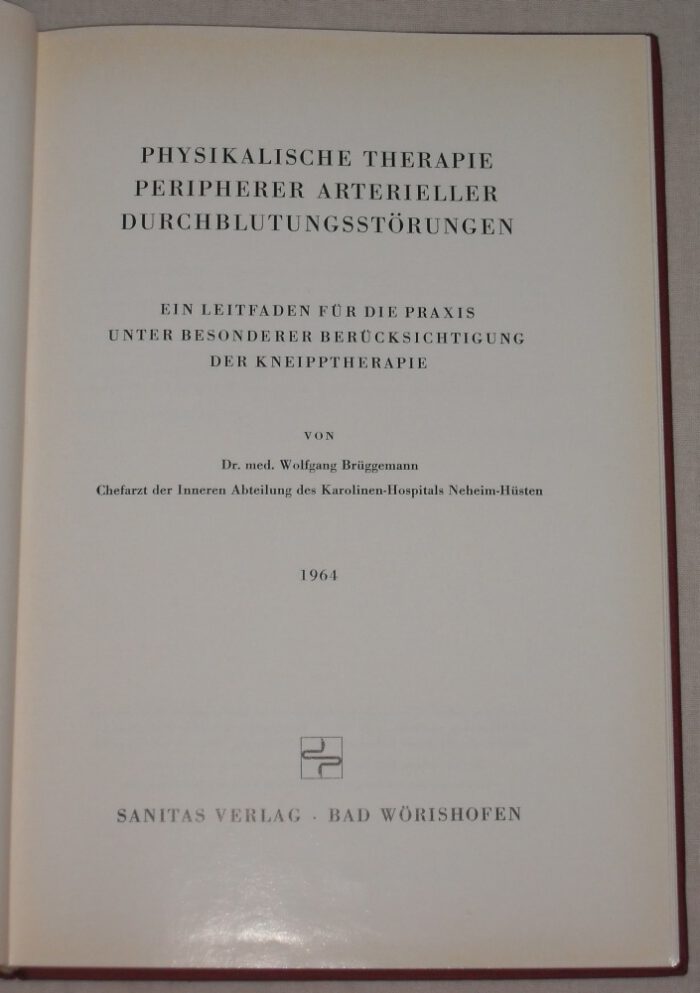 PHYSIKALISCHE THERAPIE
PERIPHERER ARTERIELLER
DURCHBLUTUNGSSTÖRUNGEN
EIN LEITFADEN FÜR DIE PRAXIS
UNTER BESONDERER BERÜCKSICHTIGUNG
DER KNEIPPTHERAPIE
VON
Dr. med. Wolfgang Brüggemann
Chefarzt der Inneren Abteilung des Karolinen-Hospitals Neheim-Hüsten
1964
SANITAS VERLAG · BAD WÖRISHOFEN